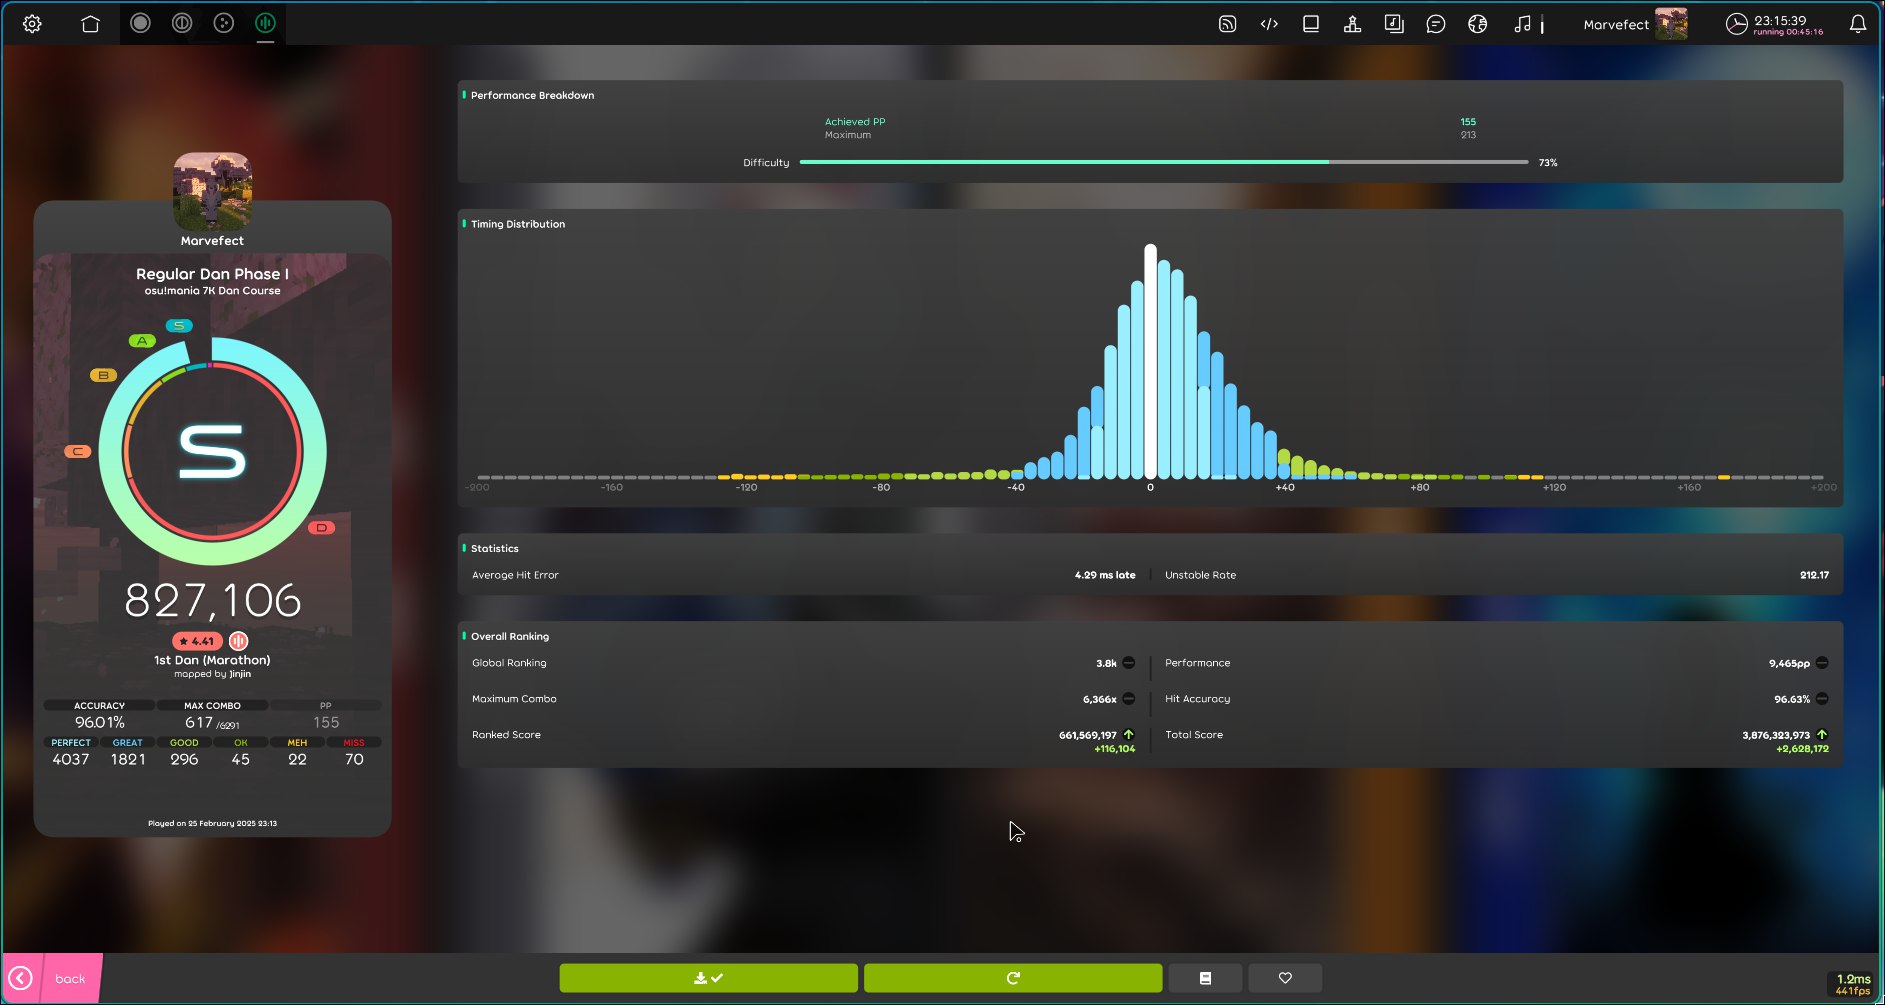 Marvefect
23:15:39
running 00:45:16
Marvefect
Regular Dan Phase I
osu!mania 7K Dan Course
S
A
B
C
D
S
827,106
★ 4.41
1st Dan (Marathon)
mapped by Jinjin
ACCURACY MAX COMBO PP
96.01% 617 /6291 155
PERFECT GREAT GOOD OK MEH MISS
4037 1821 296 45 22 70
Played on 25 February 2025 23:13
Performance Breakdown
Achieved PP 155
Maximum 213
Difficulty 73%
Timing Distribution
-200 -160 -120 -80 -40 0 +40 +80 +120 +160 +200
Statistics
Average Hit Error 4.29 ms late Unstable Rate 212.17
Overall Ranking
Global Ranking 3.8k Performance 9,465pp
Maximum Combo 6,366x Hit Accuracy 96.63%
Ranked Score 661,569,197 Total Score 3,876,323,973
+116,104 +2,628,172
back
1.2ms
441fps